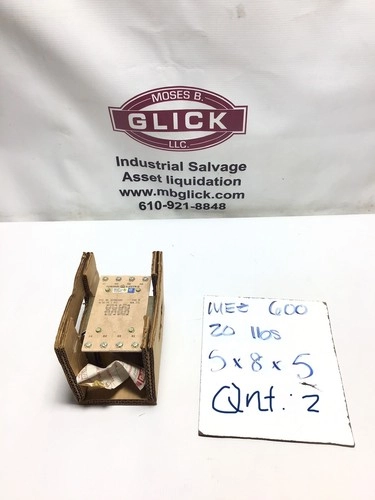 MOSES B.
GLICK
LLC.
Industrial Salvage
Asset liquidation
www.mbglick.com
610-921-8848
MEZ 600
20 lbs
5 x 8 x 5
Qnt.: 2